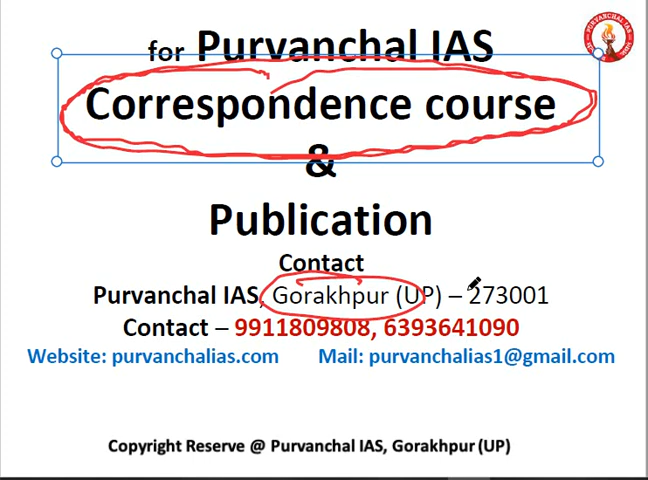 for Purvanchal IAS
Correspondence course
&
Publication
Contact
Purvanchal IAS, Gorakhpur (UP) – 273001
Contact – 9911809808, 6393641090
Website: purvanchalias.com Mail: purvanchalias1@gmail.com
Copyright Reserve @ Purvanchal IAS, Gorakhpur (UP)